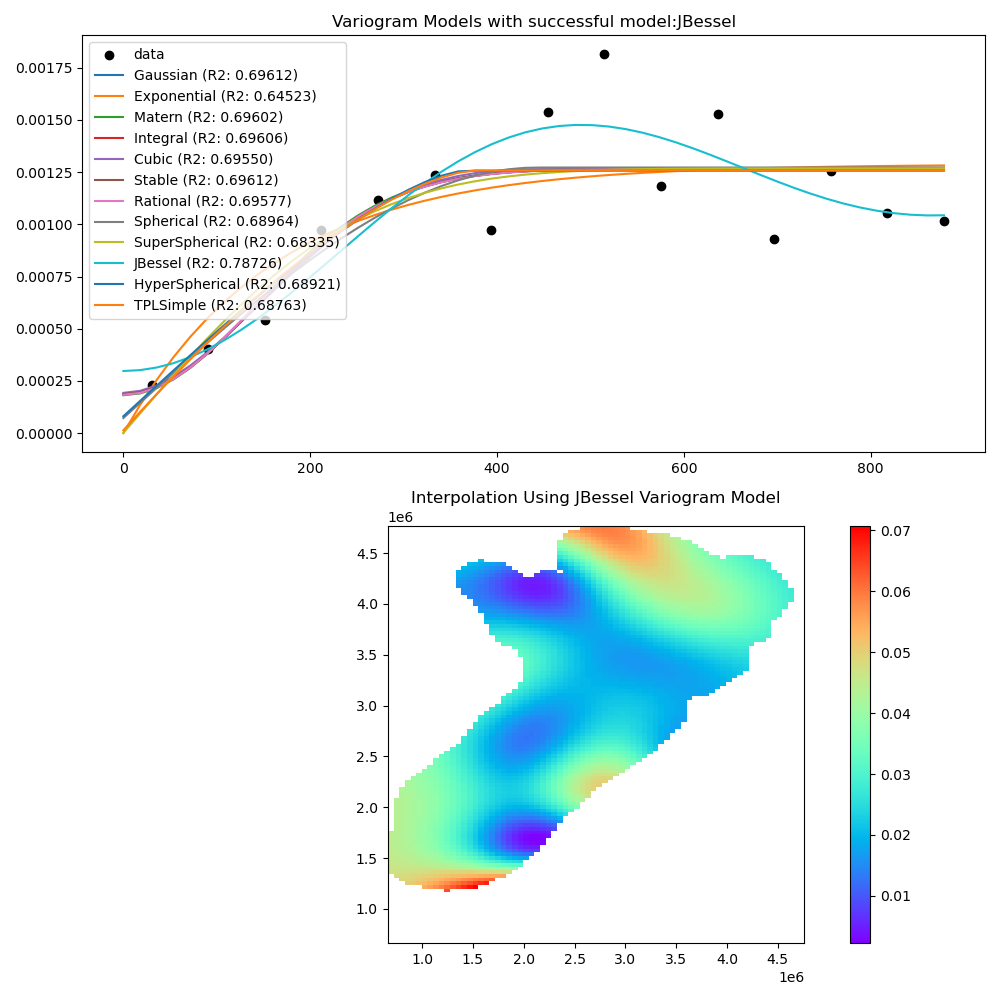 Variogram Models with successful model:JBessel
0.00175
0.00150
0.00125
0.00100
0.00075
0.00050
0.00025
0.00000
data
Gaussian (R2: 0.69612)
Exponential (R2: 0.64523)
Matern (R2: 0.69602)
Integral (R2: 0.69606)
Cubic (R2: 0.69550)
Stable (R2: 0.69612)
Rational (R2: 0.69577)
Spherical (R2: 0.68964)
SuperSpherical (R2: 0.68335)
JBessel (R2: 0.78726)
HyperSpherical (R2: 0.68921)
TPLSimple (R2: 0.68763)
0 200 400 600 800
Interpolation Using JBessel Variogram Model
1e6
4.5
4.0
3.5
3.0
2.5
2.0
1.5
1.0
1.0 1.5 2.0 2.5 3.0 3.5 4.0 4.5
1e6
0.07
0.06
0.05
0.04
0.03
0.02
0.01